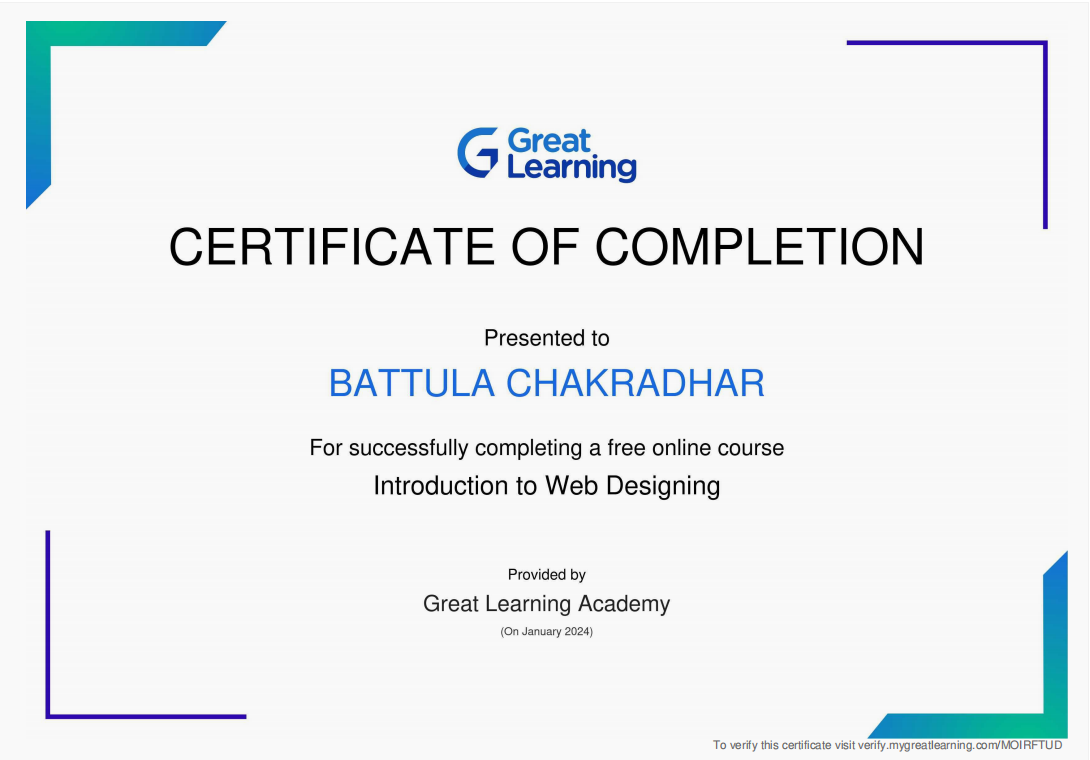 Great
Learning
CERTIFICATE OF COMPLETION
Presented to
BATTULA CHAKRADHAR
For successfully completing a free online course
Introduction to Web Designing
Provided by
Great Learning Academy
(On January 2024)
To verify this certificate visit verify.mygreatlearning.com/MOIRFTUD